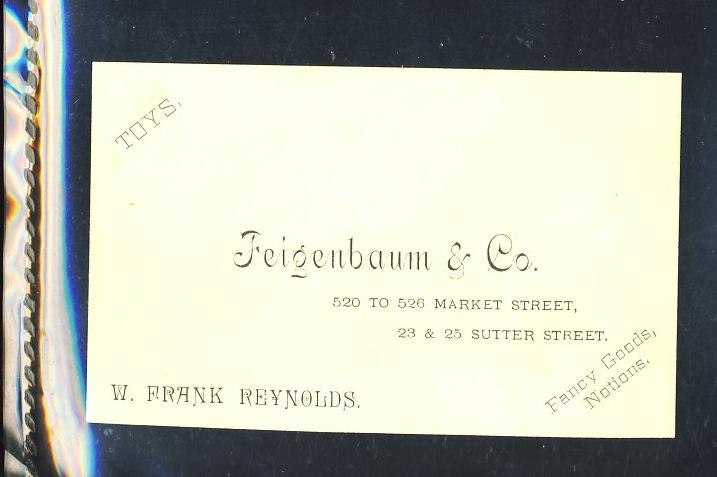 TOYS,
Feigenbaum & Co.
520 TO 526 MARKET STREET,
23 & 25 SUTTER STREET.
Fancy Goods,
Notions.
W. FRANK REYNOLDS.